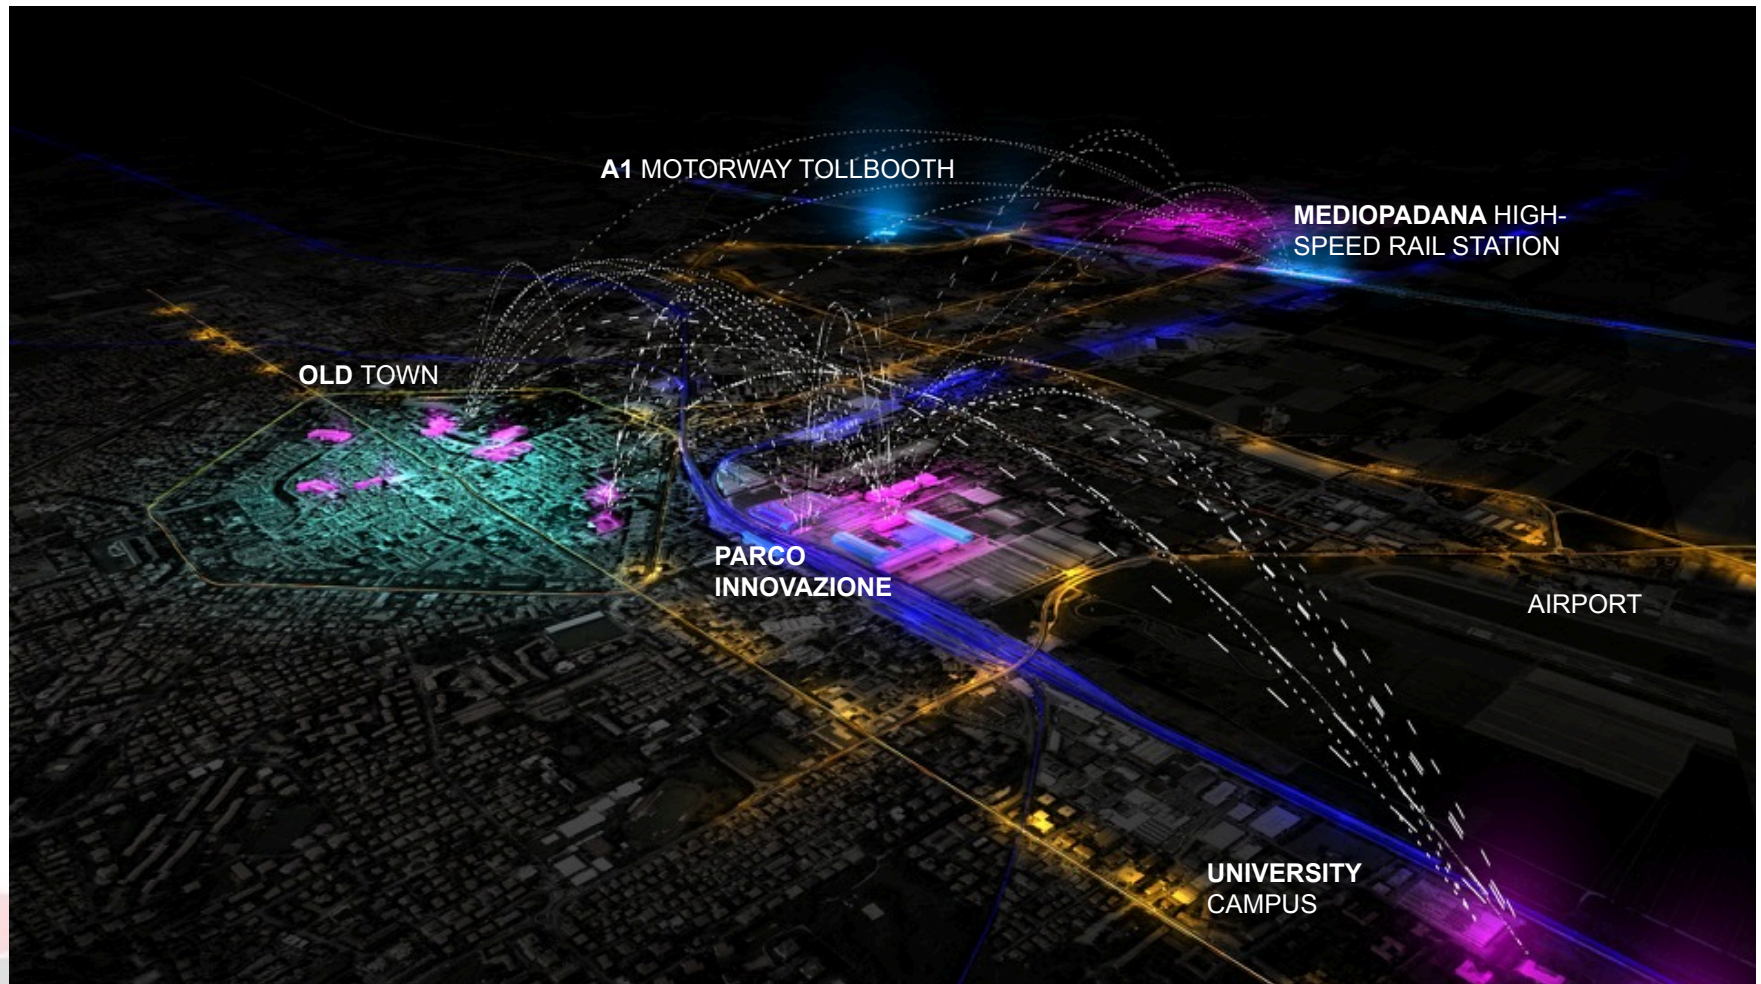 A1 MOTORWAY TOLLBOOTH
MEDIOPADANA HIGH-
SPEED RAIL STATION
OLD TOWN
PARCO
INNOVAZIONE
AIRPORT
UNIVERSITY
CAMPUS